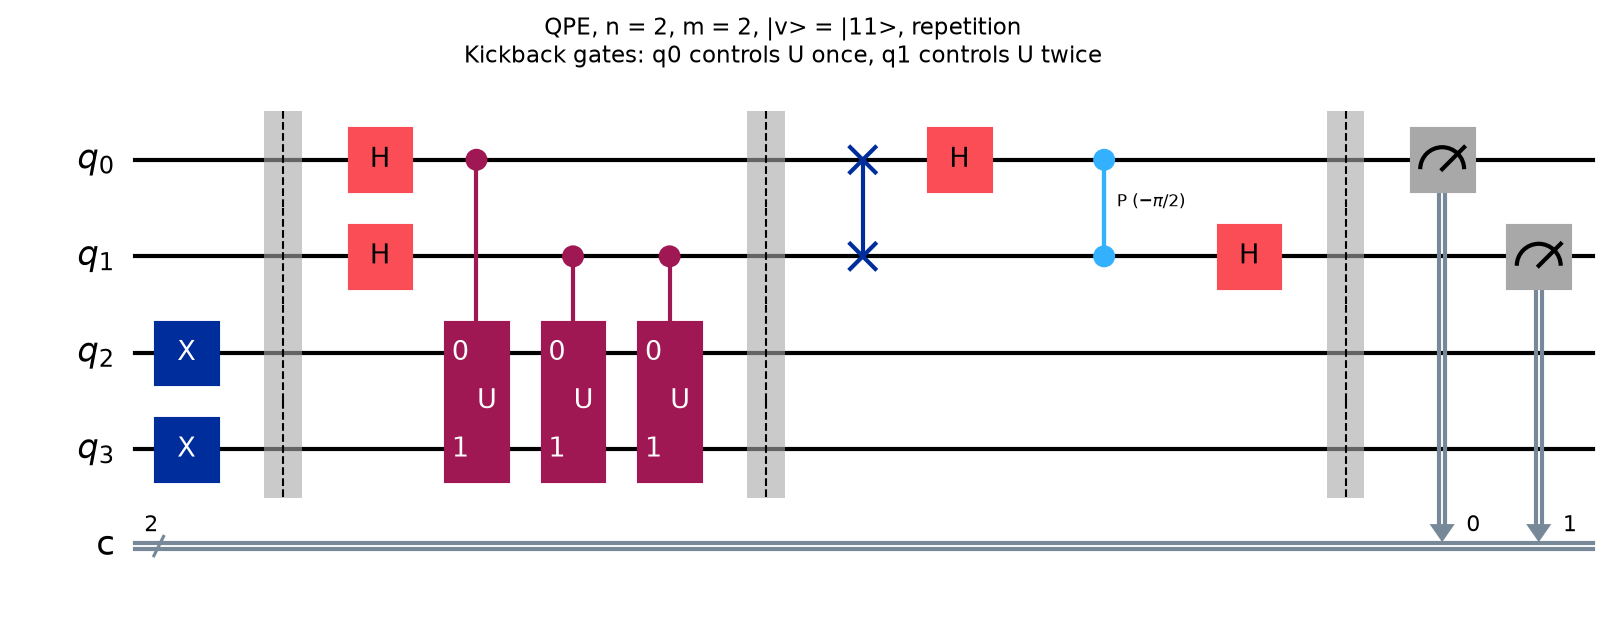 QPE, n = 2, m = 2, |v> = |11>, repetition
Kickback gates: q0 controls U once, q1 controls U twice
q0 H H
P (−π/2)
q1 H H
q2 X 0 0 0
U U U
q3 X 1 1 1
2 0 1
c